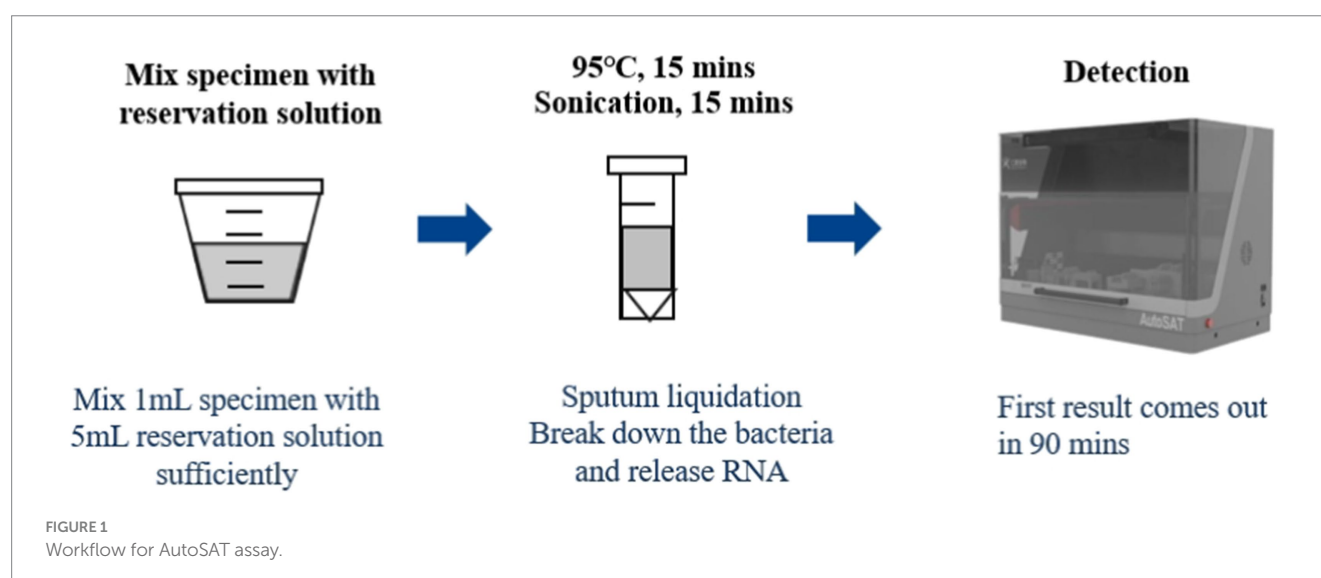 Mix specimen with
reservation solution
95°C, 15 mins
Sonication, 15 mins
Detection
AutoSAT
Mix 1mL specimen with
5mL reservation solution
sufficiently
Sputum liquidation
Break down the bacteria
and release RNA
First result comes out
in 90 mins
FIGURE 1
Workflow for AutoSAT assay.